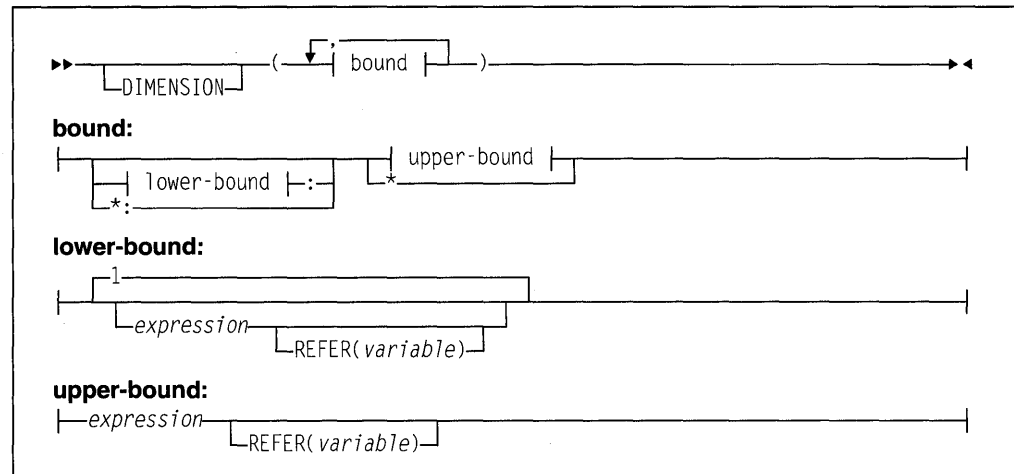 ,
( bound )
DIMENSION
bound:
upper-bound
lower-bound : *
*:
lower-bound:
1
expression
REFER(variable)
upper-bound:
expression
REFER(variable)